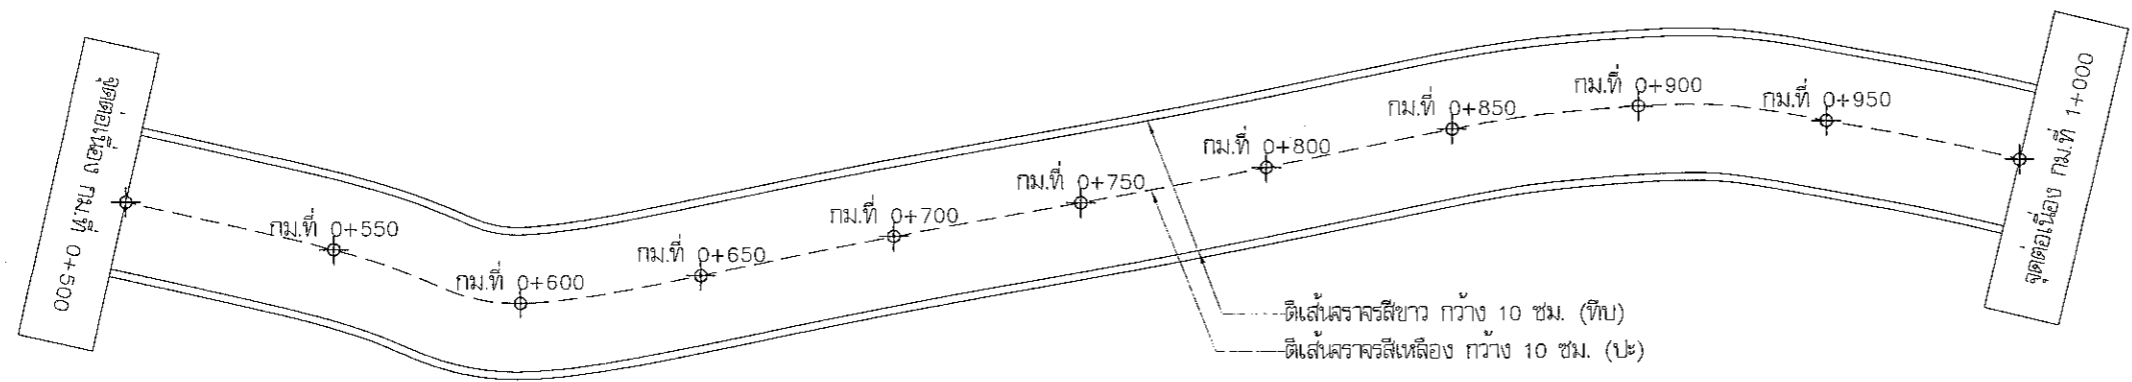 จุดต่อเนื่อง กม.ที่ 0+500
กม.ที่ 0+550
กม.ที่ 0+600
กม.ที่ 0+650
กม.ที่ 0+700
กม.ที่ 0+750
กม.ที่ 0+800
กม.ที่ 0+850
กม.ที่ 0+900
กม.ที่ 0+950
จุดต่อเนื่อง กม.ที่ 1+000
ตีเส้นจราจรสีขาว กว้าง 10 ซม. (ทึบ)
ตีเส้นจราจรสีเหลือง กว้าง 10 ซม. (ปะ)